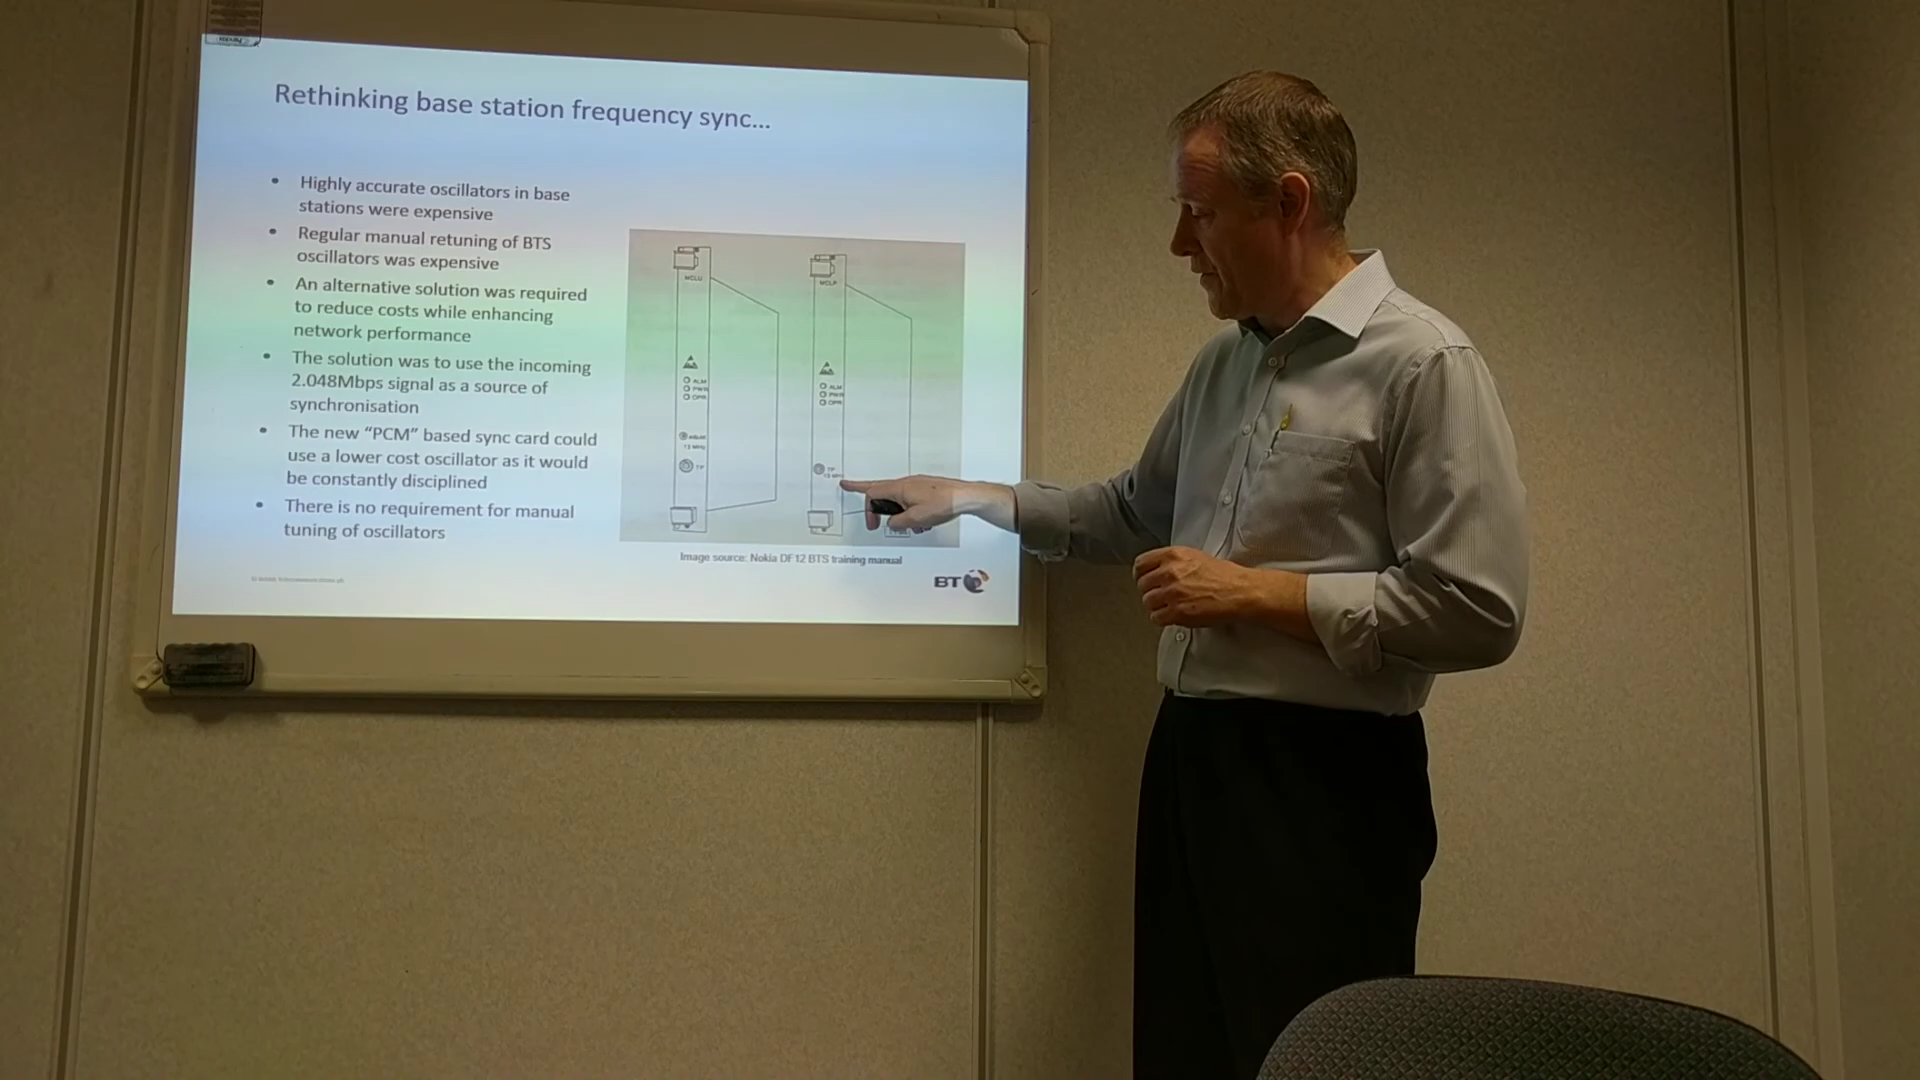 Rethinking base station frequency sync...
• Highly accurate oscillators in base
stations were expensive
• Regular manual retuning of BTS
oscillators was expensive
• An alternative solution was required
to reduce costs while enhancing
network performance
• The solution was to use the incoming
2.048Mbps signal as a source of
synchronisation
• The new “PCM” based sync card could
use a lower cost oscillator as it would
be constantly disciplined
• There is no requirement for manual
tuning of oscillators
MCLU
ALM
PWR
OPR
adjust
13 MHz
TP
MCLP
ALM
PWR
OPR
TP
Image source: Nokia DF12 BTS training manual
BT